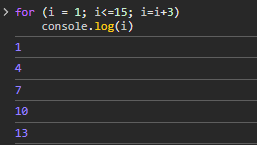 for (i = 1; i<=15; i=i+3)
    console.log(i)
1
4
7
10
13